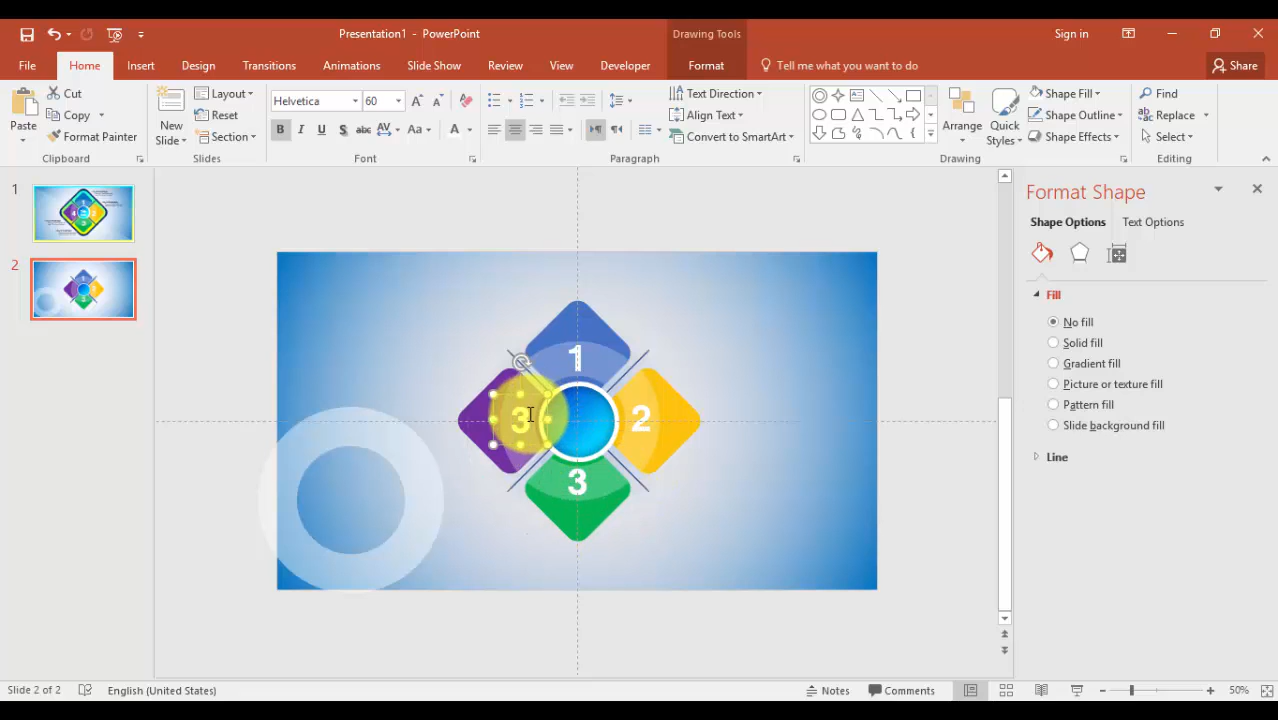 Presentation1 - PowerPoint
Drawing Tools
Sign in
File Home Insert Design Transitions Animations Slide Show Review View Developer Format Tell me what you want to do Share
Paste
Cut
Copy
Format Painter
Clipboard
New Slide
Layout
Reset
Section
Slides
Helvetica 60
B I U S abc AV Aa A
Font
Text Direction
Align Text
Convert to SmartArt
Paragraph
Arrange
Quick Styles
Shape Fill
Shape Outline
Shape Effects
Drawing
Find
Replace
Select
Editing
1
2
1
3
2
3
Format Shape
Shape Options Text Options
Fill
No fill
Solid fill
Gradient fill
Picture or texture fill
Pattern fill
Slide background fill
Line
Slide 2 of 2 English (United States) Notes Comments 50%